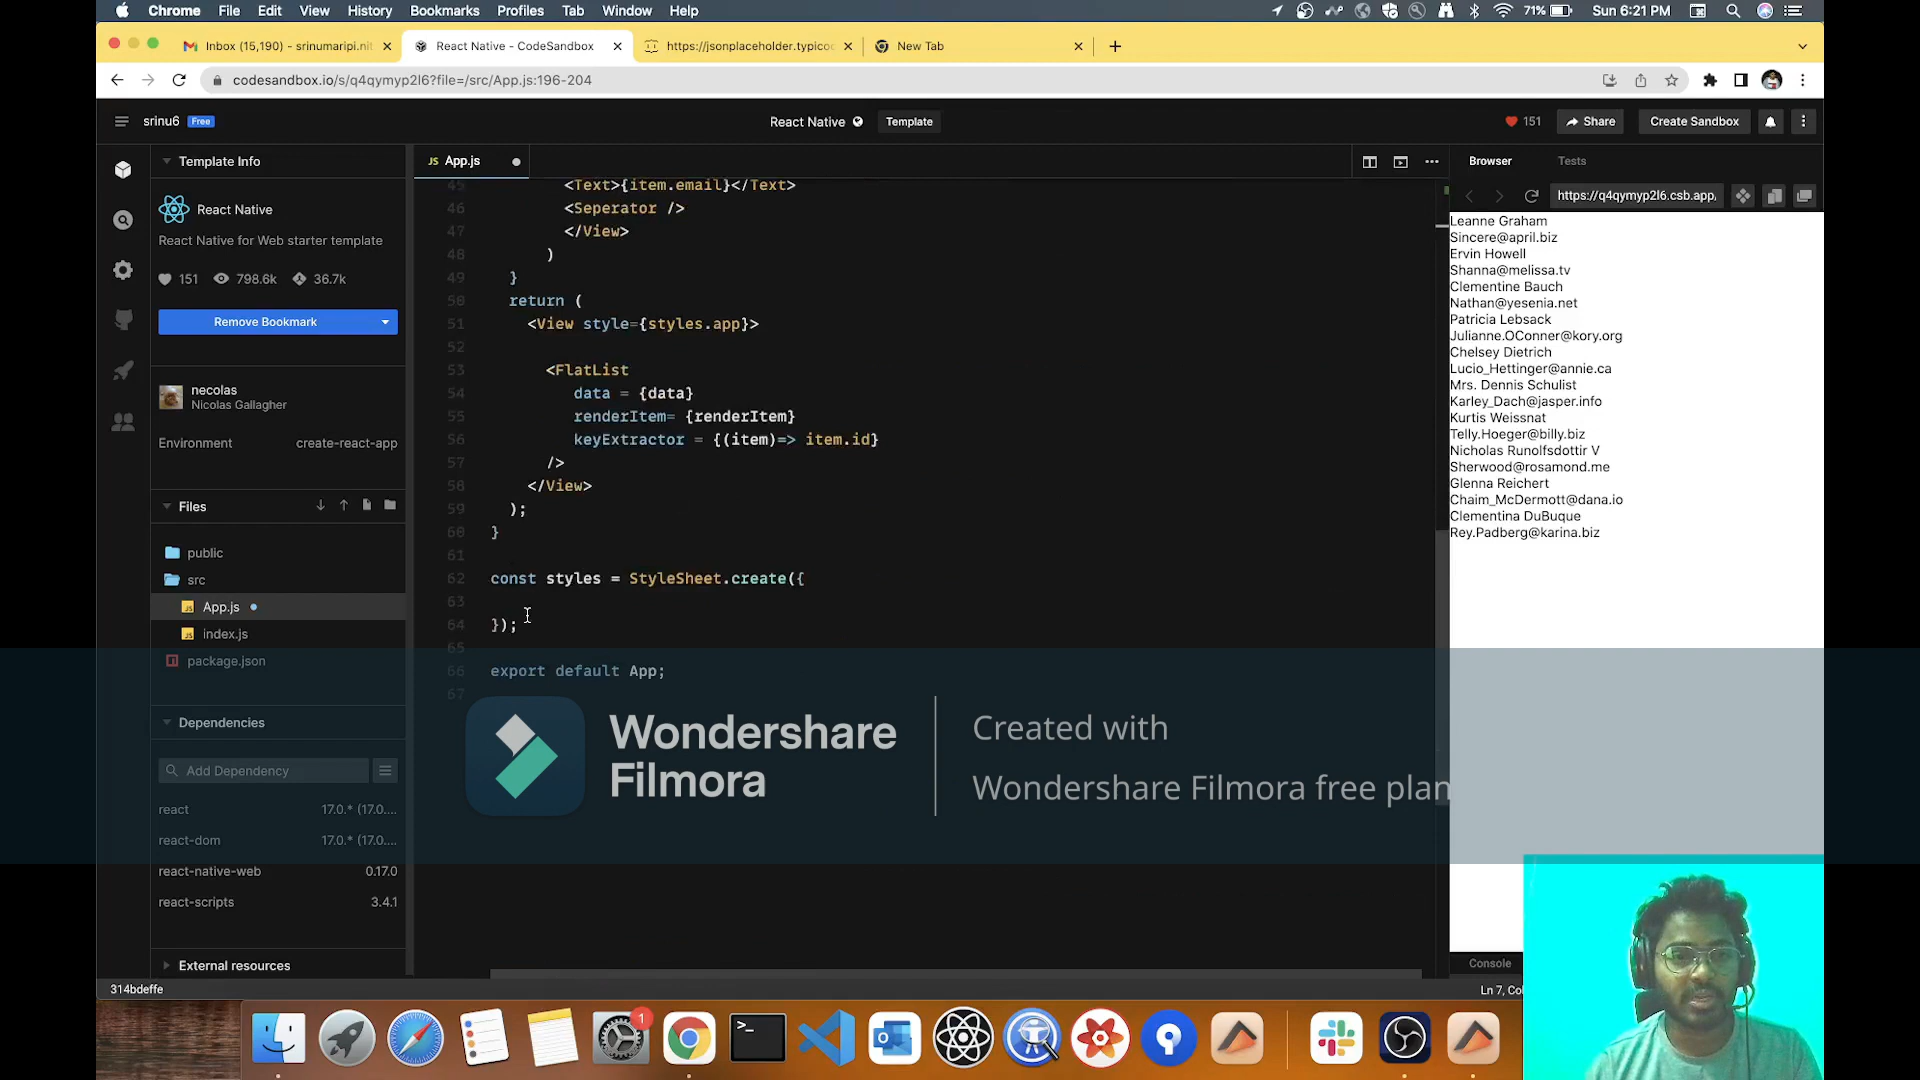 Chrome File Edit View History Bookmarks Profiles Tab Window Help 71% Sun 6:21 PM
Inbox (15,190) - srinumaripi.nit React Native - CodeSandbox https://jsonplaceholder.typico New Tab
codesandbox.io/s/q4qymyp2l6?file=/src/App.js:196-204
srinu6 Free React Native Template 151 Share Create Sandbox
Template Info
React Native
React Native for Web starter template
151 798.6k 36.7k
Remove Bookmark
necolas
Nicolas Gallagher
Environment create-react-app
Files
public
src
App.js
index.js
package.json
Dependencies
Add Dependency
react 17.0.* (17.0....
react-dom 17.0.* (17.0....
react-native-web 0.17.0
react-scripts 3.4.1
External resources
314bdeffe
JS App.js
45 <Text>{item.email}</Text>
46 <Seperator />
47 </View>
48 )
49 }
50 return (
51 <View style={styles.app}>
52
53 <FlatList
54 data = {data}
55 renderItem= {renderItem}
56 keyExtractor = {(item)=> item.id}
57 />
58 </View>
59 );
60 }
61
62 const styles = StyleSheet.create({
63
64 });
65
66 export default App;
67
Browser Tests
https://q4qymyp2l6.csb.app/
Leanne Graham
Sincere@april.biz
Ervin Howell
Shanna@melissa.tv
Clementine Bauch
Nathan@yesenia.net
Patricia Lebsack
Julianne.OConner@kory.org
Chelsey Dietrich
Lucio_Hettinger@annie.ca
Mrs. Dennis Schulist
Karley_Dach@jasper.info
Kurtis Weissnat
Telly.Hoeger@billy.biz
Nicholas Runolfsdottir V
Sherwood@rosamond.me
Glenna Reichert
Chaim_McDermott@dana.io
Clementina DuBuque
Rey.Padberg@karina.biz
Console
Ln 7, Co
Wondershare
Filmora
Created with
Wondershare Filmora free plan
1